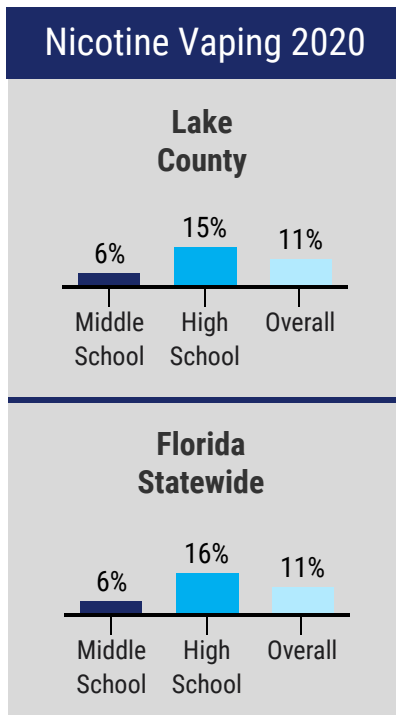 Nicotine Vaping 2020
Lake
County
6%
15%
11%
Middle
School
High
School
Overall
Florida
Statewide
6%
16%
11%
Middle
School
High
School
Overall